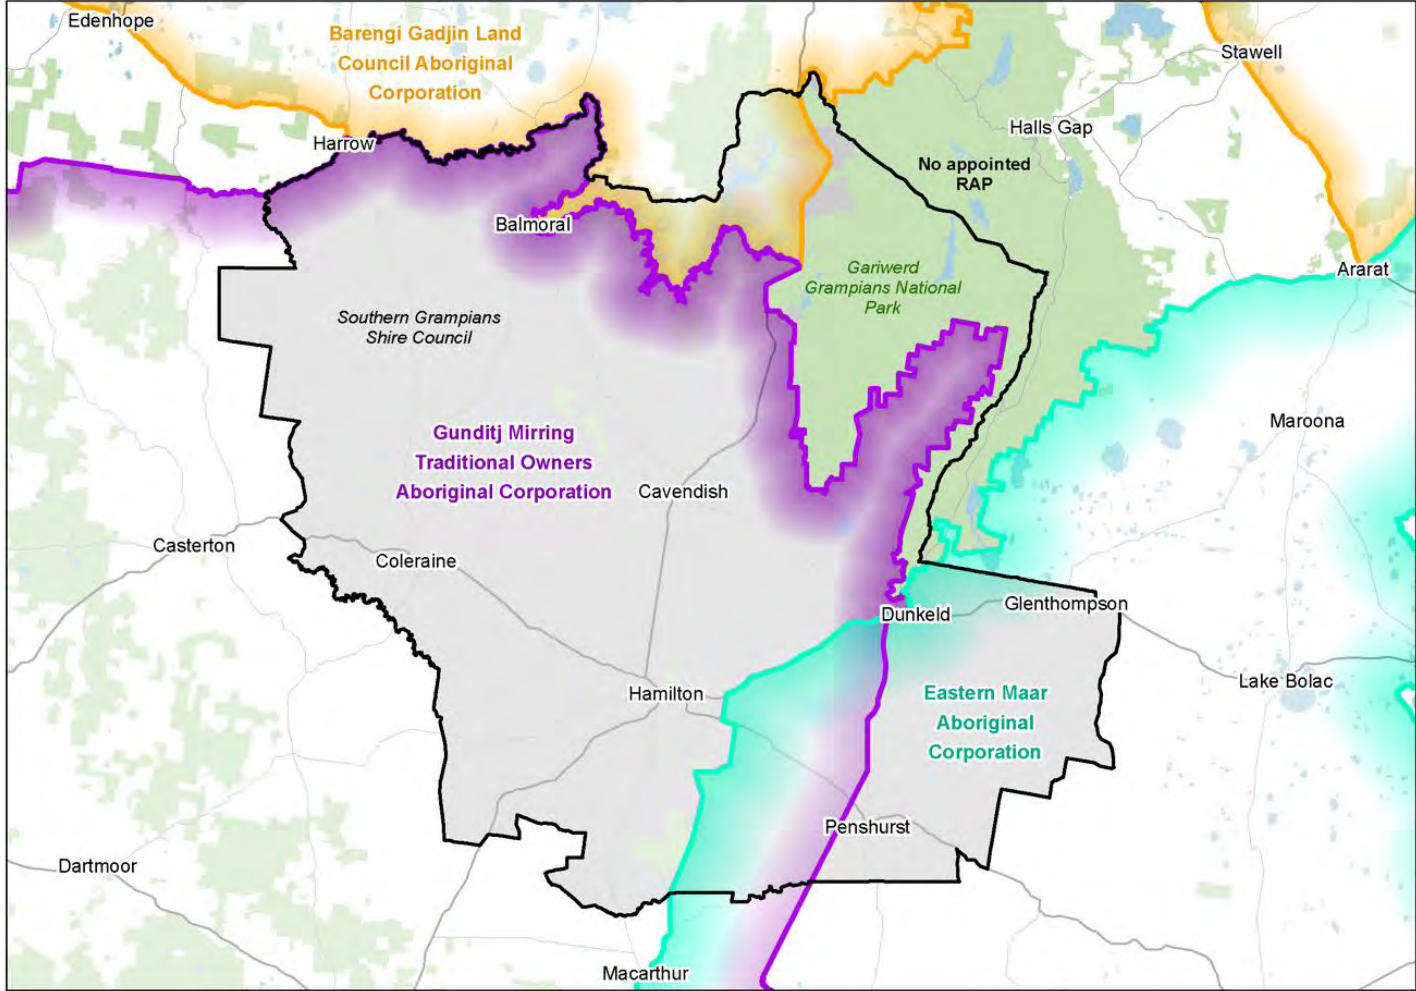 Edenhope
Barengi Gadjin Land
Council Aboriginal
Corporation
Stawell
Harrow
Halls Gap
No appointed
RAP
Balmoral
Ararat
Gariwerd
Grampians National
Park
Southern Grampians
Shire Council
Maroona
Gunditj Mirring
Traditional Owners
Aboriginal Corporation
Cavendish
Casterton
Coleraine
Glenthompson
Dunkeld
Lake Bolac
Hamilton
Eastern Maar
Aboriginal
Corporation
Penshurst
Dartmoor
Macarthur